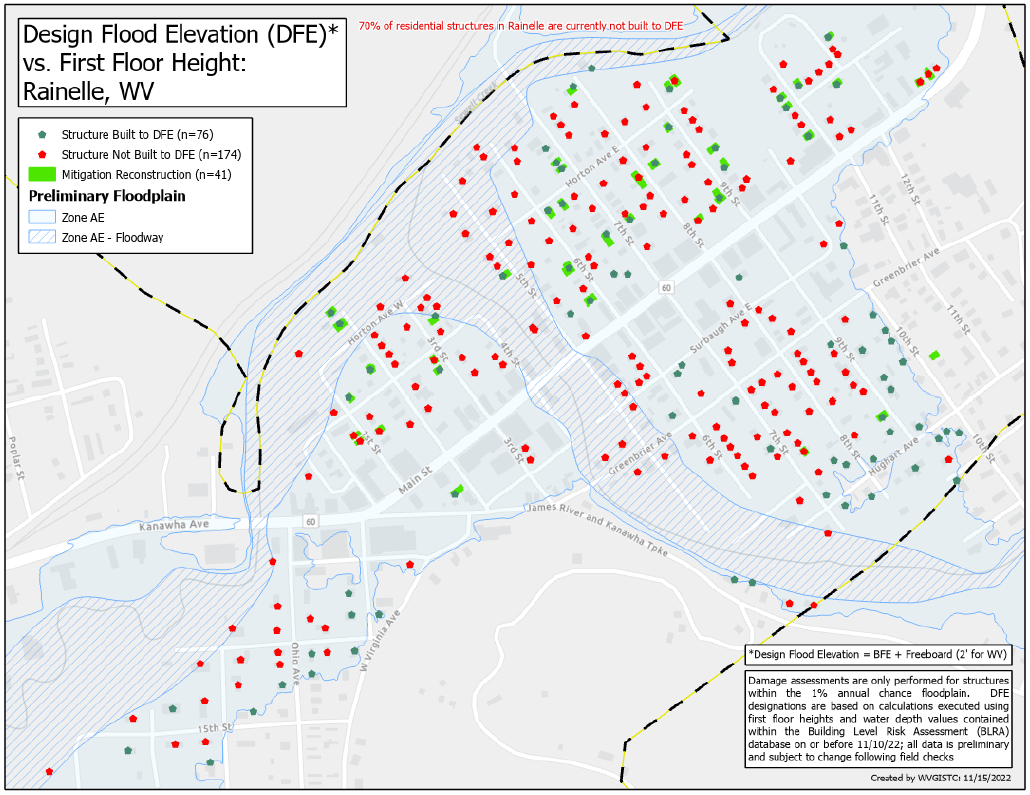 Design Flood Elevation (DFE)*
vs. First Floor Height:
Rainelle, WV
70% of residential structures in Rainelle are currently not built to DFE
Structure Built to DFE (n=76)
Structure Not Built to DFE (n=174)
Mitigation Reconstruction (n=41)
Preliminary Floodplain
Zone AE
Zone AE - Floodway
Sewell Creek
Horton Ave E
9th St
8th St
7th St
6th St
5th St
12th St
11th St
Greenbrier Ave
11th St
10th St
60
Surbaugh Ave E
9th St
Horton Ave W
3rd St
4th St
1st St
3rd St
Main St
Greenbrier Ave
6th St
7th St
8th St
Hughart Ave
10th St
Poplar St
Kanawha Ave
60
James River and Kanawha Tpke
W Virginia Ave
Ohio Ave
15th St
*Design Flood Elevation = BFE + Freeboard (2' for WV)
Damage assessments are only performed for structures
within the 1% annual chance floodplain. DFE
designations are based on calculations executed using
first floor heights and water depth values contained
within the Building Level Risk Assessment (BLRA)
database on or before 11/10/22; all data is preliminary
and subject to change following field checks
Created by WVGISTC: 11/15/2022